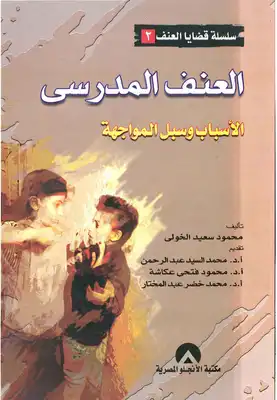 سلسلة قضايا العنف ٢
العنف المدرسى
الأسباب وسبل المواجهة
تأليف
محمود سعيد الخولى
تقديم
أ.د. محمد السيد عبد الرحمن
أ.د. محمود فتحى عكاشة
أ.د. محمد خضر عبد المختار
مكتبة الأنجلو المصرية